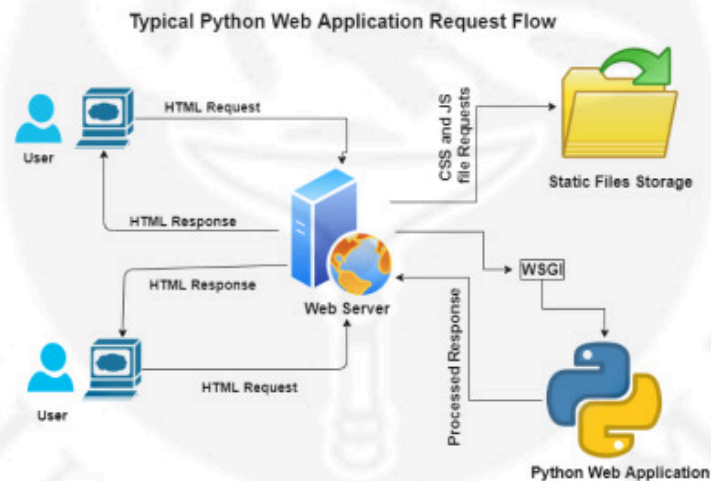 Typical Python Web Application Request Flow
HTML Request
User
HTML Response
CSS and JS
file Requests
Static Files Storage
HTML Response
Web Server
WSGI
User
HTML Request
Processed Response
Python Web Application